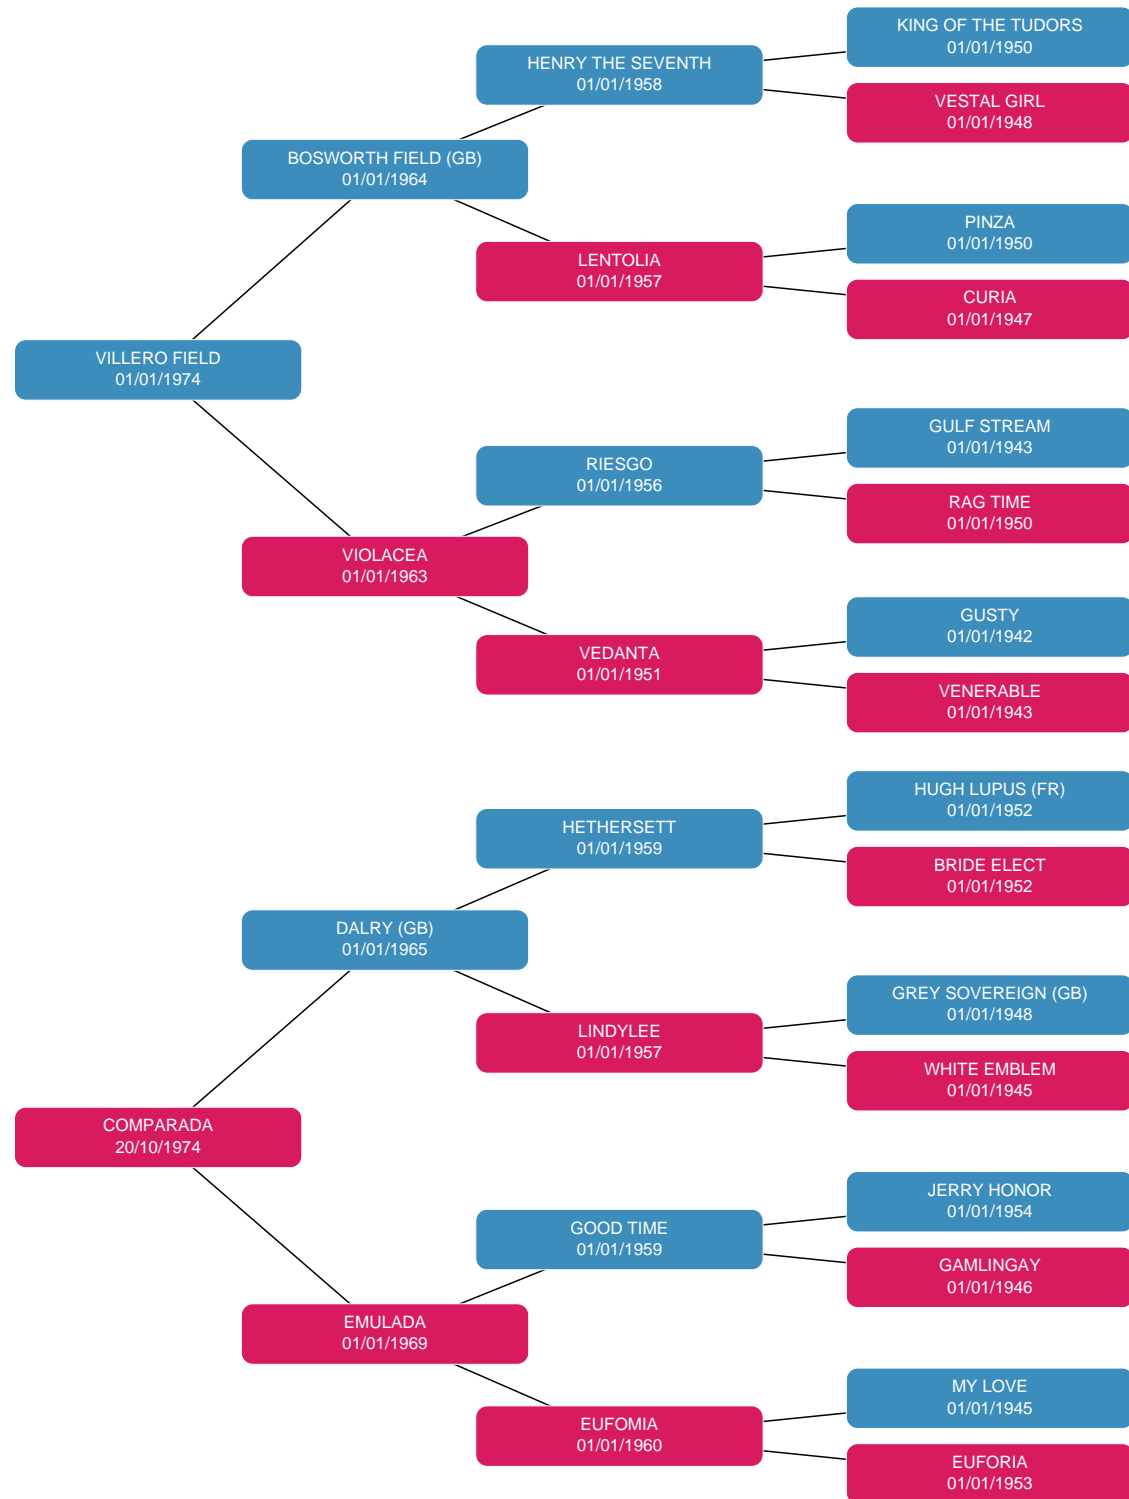 KING OF THE TUDORS
01/01/1950
HENRY THE SEVENTH
01/01/1958
VESTAL GIRL
01/01/1948
BOSWORTH FIELD (GB)
01/01/1964
PINZA
01/01/1950
LENTOLIA
01/01/1957
CURIA
01/01/1947
VILLERO FIELD
01/01/1974
GULF STREAM
01/01/1943
RIESGO
01/01/1956
RAG TIME
01/01/1950
VIOLACEA
01/01/1963
GUSTY
01/01/1942
VEDANTA
01/01/1951
VENERABLE
01/01/1943
HUGH LUPUS (FR)
01/01/1952
HETHERSETT
01/01/1959
BRIDE ELECT
01/01/1952
DALRY (GB)
01/01/1965
GREY SOVEREIGN (GB)
01/01/1948
LINDYLEE
01/01/1957
WHITE EMBLEM
01/01/1945
COMPARADA
20/10/1974
JERRY HONOR
01/01/1954
GOOD TIME
01/01/1959
GAMLINGAY
01/01/1946
EMULADA
01/01/1969
MY LOVE
01/01/1945
EUFOMIA
01/01/1960
EUFORIA
01/01/1953